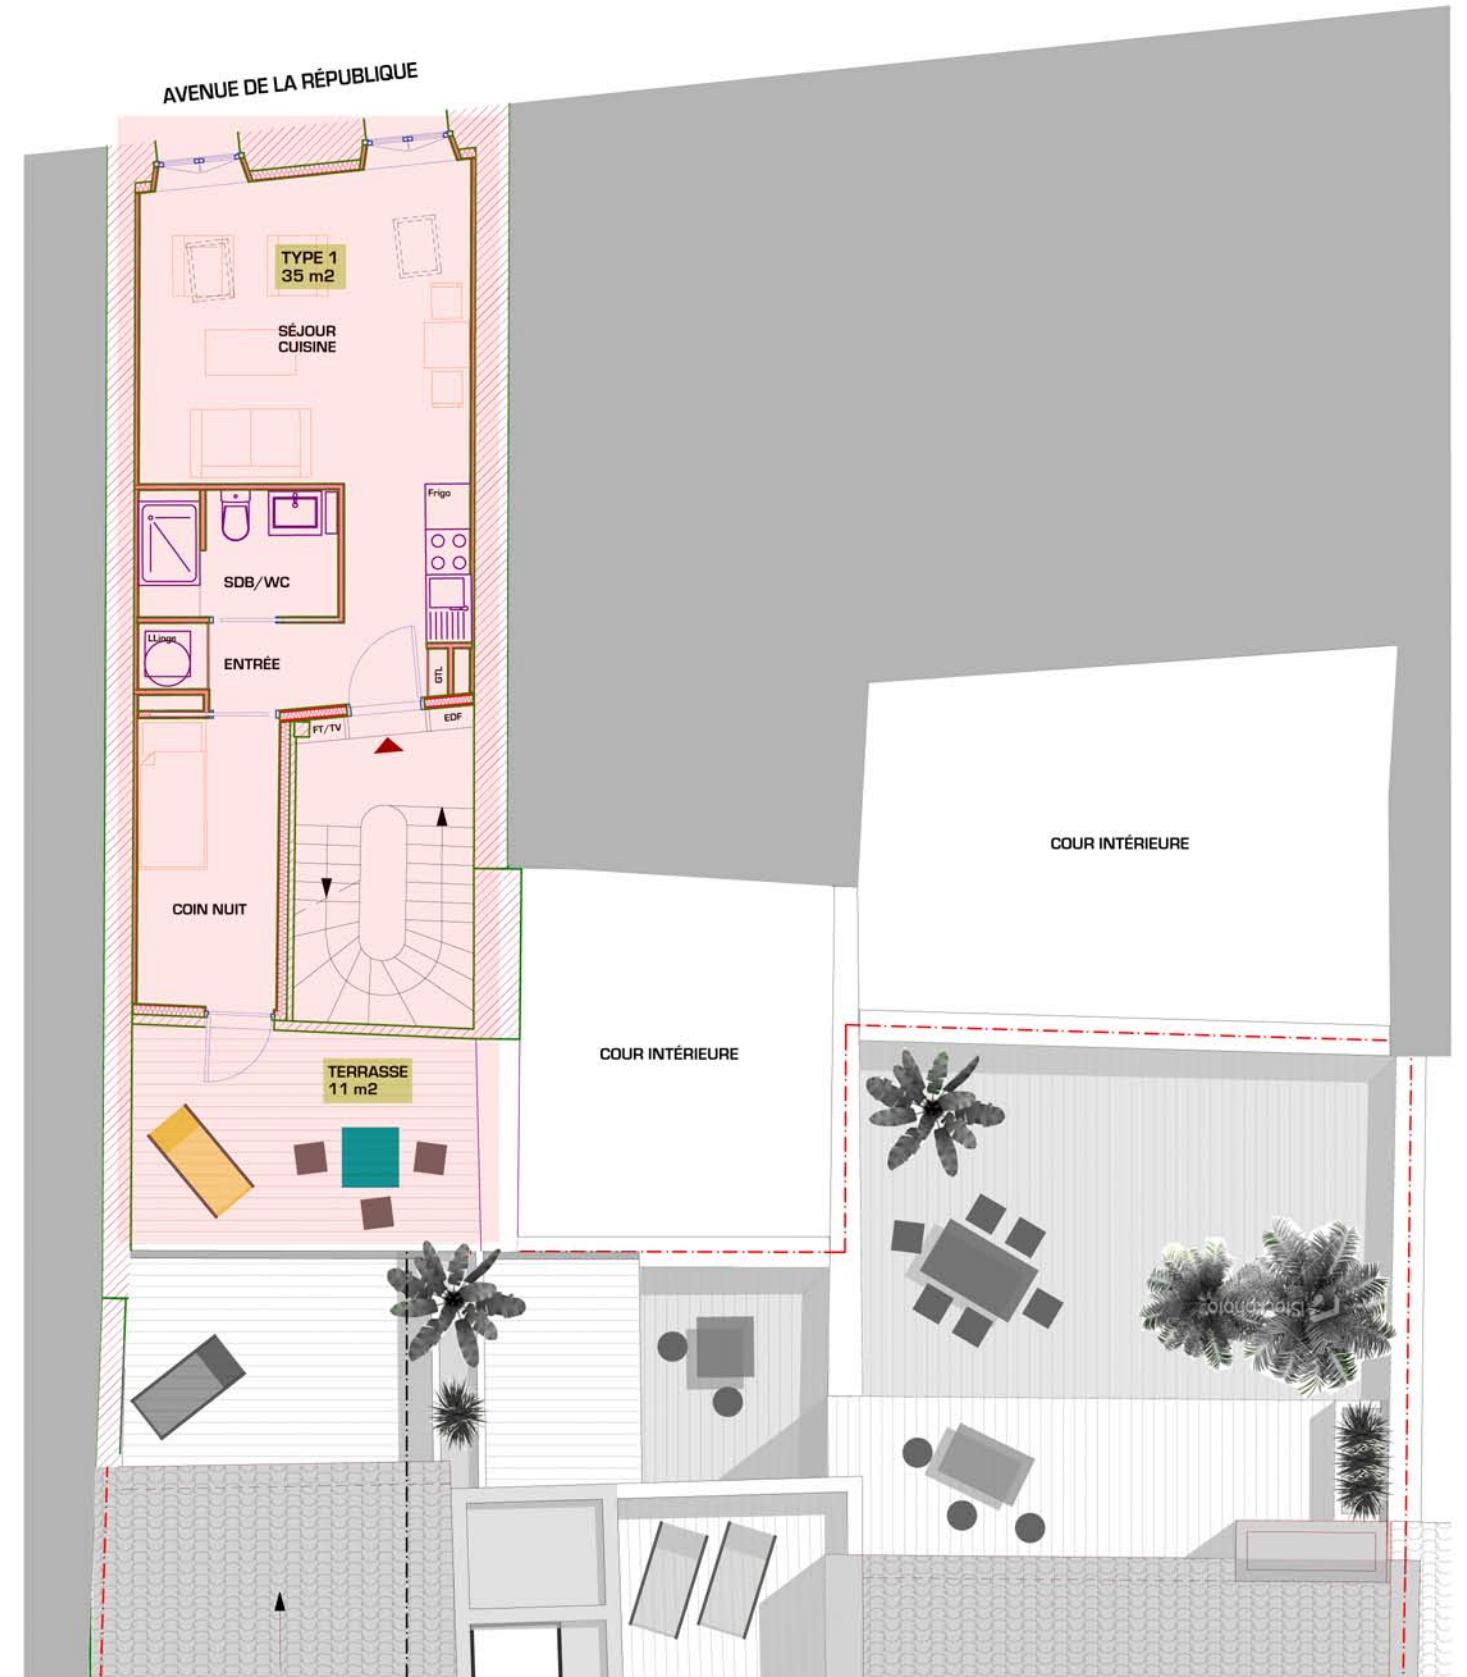 AVENUE DE LA RÉPUBLIQUE
TYPE 1
35 m2
SÉJOUR
CUISINE
Frigo
SDB/WC
LLinge
ENTRÉE
GTL
FT/TV
EDF
COIN NUIT
COUR INTÉRIEURE
COUR INTÉRIEURE
TERRASSE
11 m2
iStockphoto